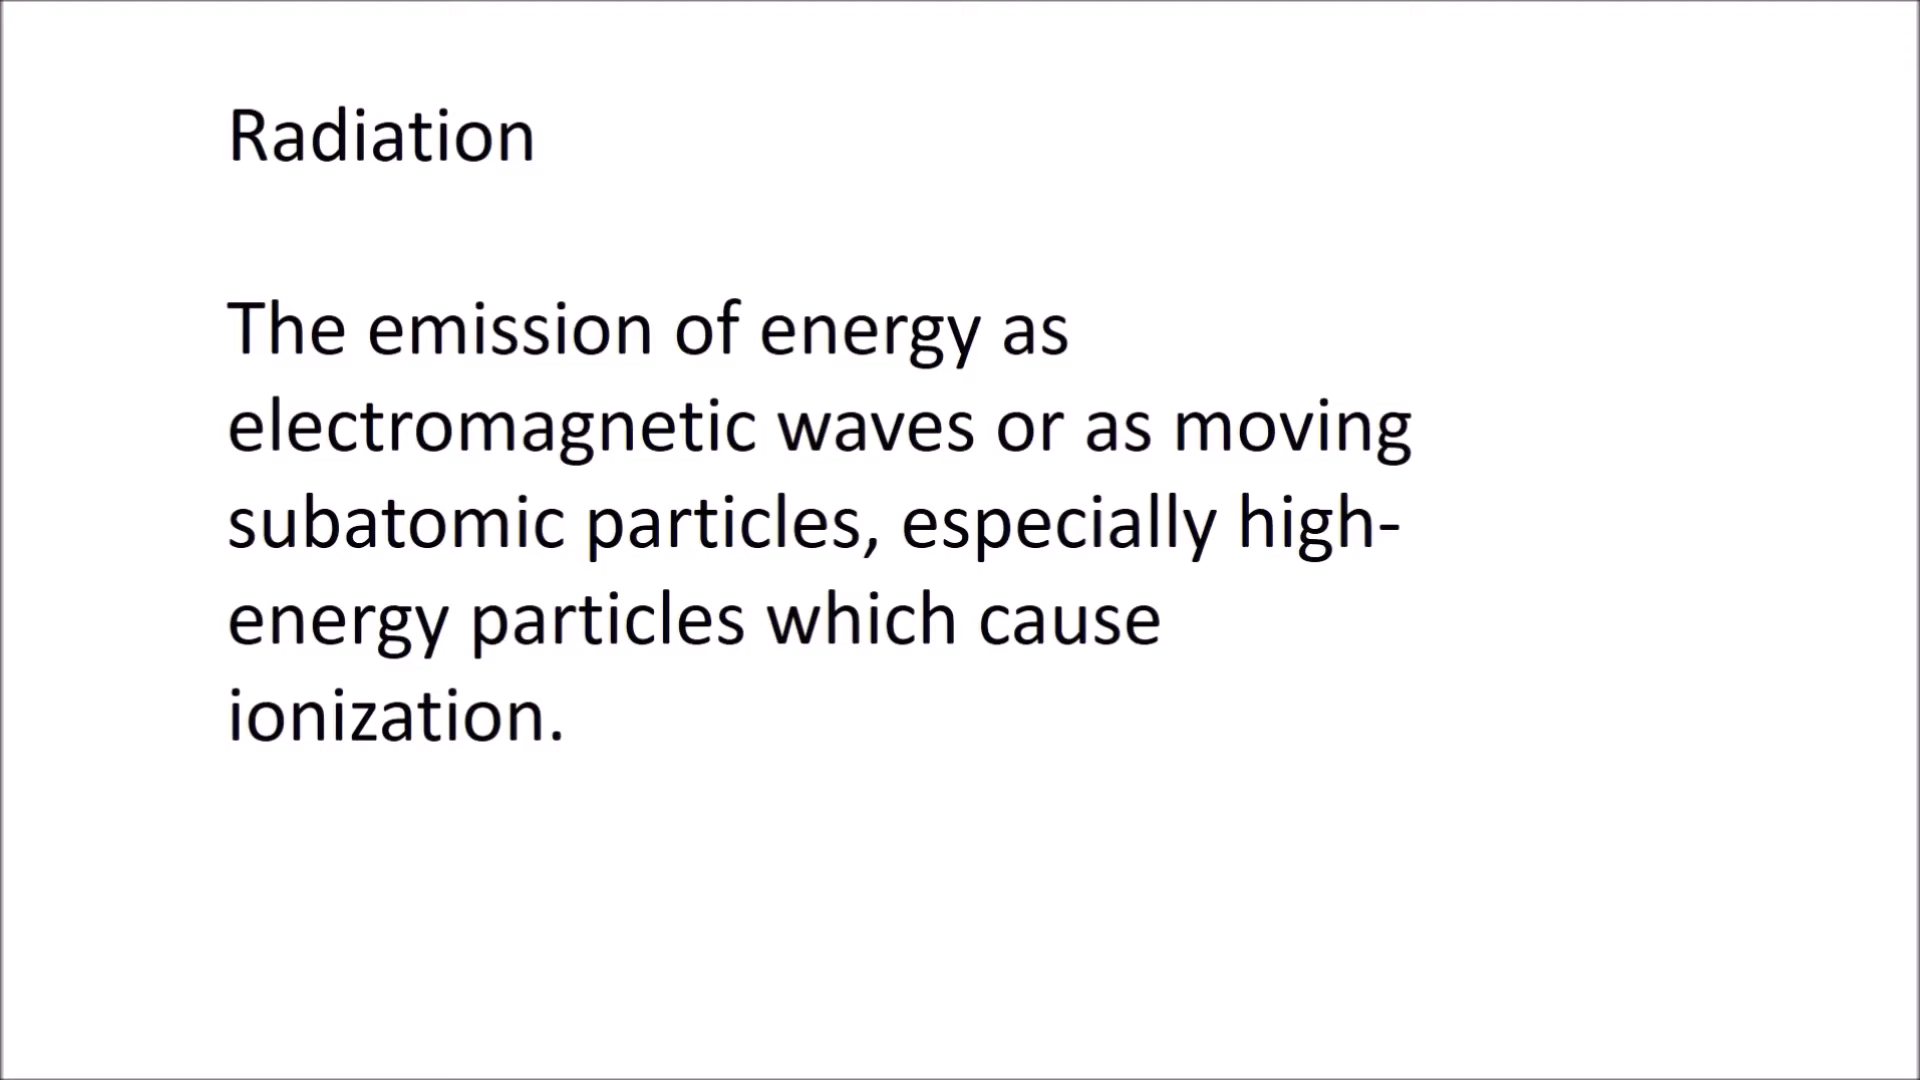 Radiation
The emission of energy as
electromagnetic waves or as moving
subatomic particles, especially high-
energy particles which cause
ionization.